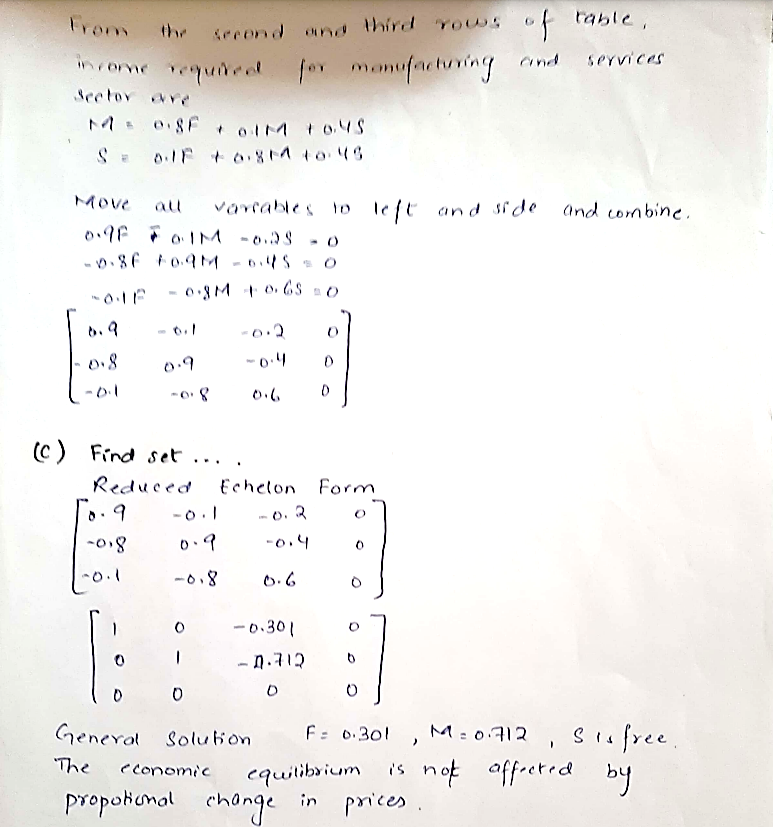 From the second and third rows of table,
income required for manufacturing and services
sector are
M = 0.8F + 0.1M + 0.4S
S = 0.1F + 0.8M + 0.4S
Move all variables to left and side and combine.
0.9F - 0.1M - 0.2S = 0
-0.8F + 0.9M - 0.4S = 0
-0.1F - 0.8M + 0.6S = 0
0.9 -0.1 -0.2 0
-0.8 0.9 -0.4 0
-0.1 -0.8 0.6 0
(C) Find set ....
Reduced Echelon Form
0.9 -0.1 -0.2 0
-0.8 0.9 -0.4 0
-0.1 -0.8 0.6 0
1 0 -0.301 0
0 1 -0.712 0
0 0 0 0
General Solution F = 0.301 , M = 0.712 , S is free.
The economic equilibrium is not affected by
propotional change in prices.